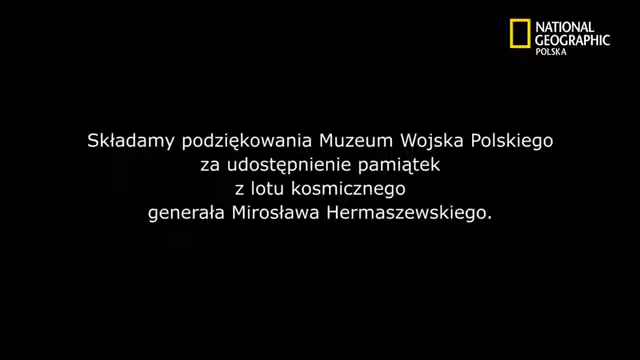 NATIONAL
GEOGRAPHIC
POLSKA
Składamy podziękowania Muzeum Wojska Polskiego
za udostępnienie pamiątek
z lotu kosmicznego
generała Mirosława Hermaszewskiego.